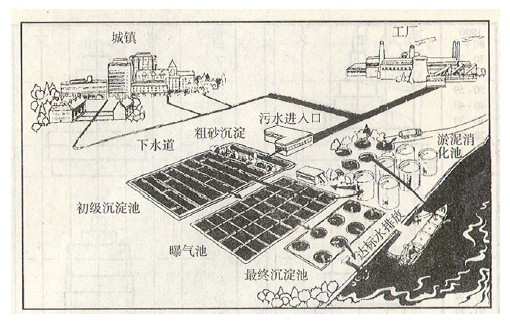 城镇
工厂
污水进入口
粗砂沉淀
下水道
淤泥消
化池
初级沉淀池
曝气池
达标水排放
最终沉淀池